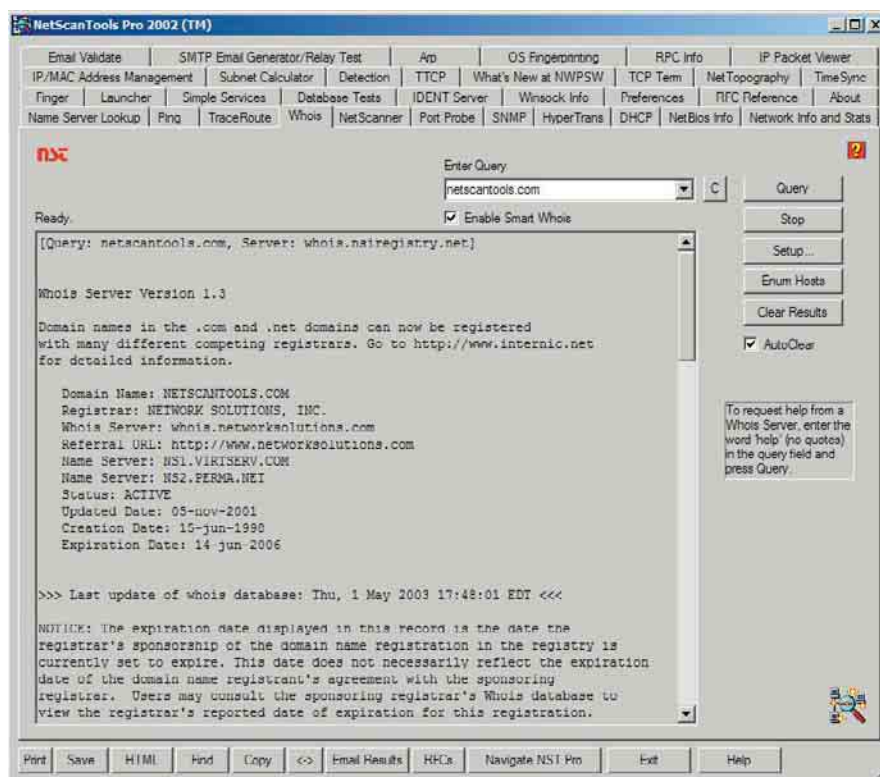 NetScanTools Pro 2002 (TM)
Email Validate SMTP Email Generator/Relay Test Arp OS Fingerprinting RPC Info IP Packet Viewer
IP/MAC Address Management Subnet Calculator Detection TTCP What's New at NWPSW TCP Term NetTopography TimeSync
Finger Launcher Simple Services Database Tests IDENT Server Winsock Info Preferences RFC Reference About
Name Server Lookup Ping TraceRoute Whois NetScanner Port Probe SNMP HyperTrans DHCP NetBios Info Network Info and Stats
nst
Enter Query
netscantools.com C Query
Ready. Enable Smart Whois Stop
Setup...
Enum Hosts
Clear Results
AutoClear
To request help from a
Whois Server, enter the
word 'help' (no quotes)
in the query field and
press Query.
[Query: netscantools.com, Server: whois.nsiregistry.net]
Whois Server Version 1.3
Domain names in the .com and .net domains can now be registered
with many different competing registrars. Go to http://www.internic.net
for detailed information.
Domain Name: NETSCANTOOLS.COM
Registrar: NETWORK SOLUTIONS, INC.
Whois Server: whois.networksolutions.com
Referral URL: http://www.networksolutions.com
Name Server: NS1.VIRTSERV.COM
Name Server: NS2.PERMA.NET
Status: ACTIVE
Updated Date: 05-nov-2001
Creation Date: 15-jun-1998
Expiration Date: 14-jun-2006
>>> Last update of whois database: Thu, 1 May 2003 17:48:01 EDT <<<
NOTICE: The expiration date displayed in this record is the date the
registrar's sponsorship of the domain name registration in the registry is
currently set to expire. This date does not necessarily reflect the expiration
date of the domain name registrant's agreement with the sponsoring
registrar. Users may consult the sponsoring registrar's Whois database to
view the registrar's reported date of expiration for this registration.
Print Save HTML Find Copy <-> Email Results RFCs Navigate NST Pro Exit Help